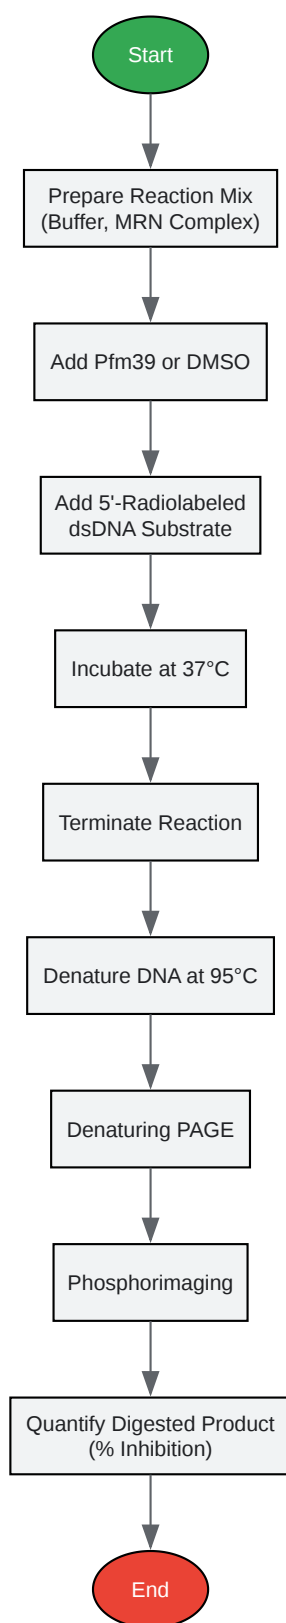 Start
Prepare Reaction Mix
(Buffer, MRN Complex)
Add Pfm39 or DMSO
Add 5'-Radiolabeled
dsDNA Substrate
Incubate at 37°C
Terminate Reaction
Denature DNA at 95°C
Denaturing PAGE
Phosphorimaging
Quantify Digested Product
(% Inhibition)
End